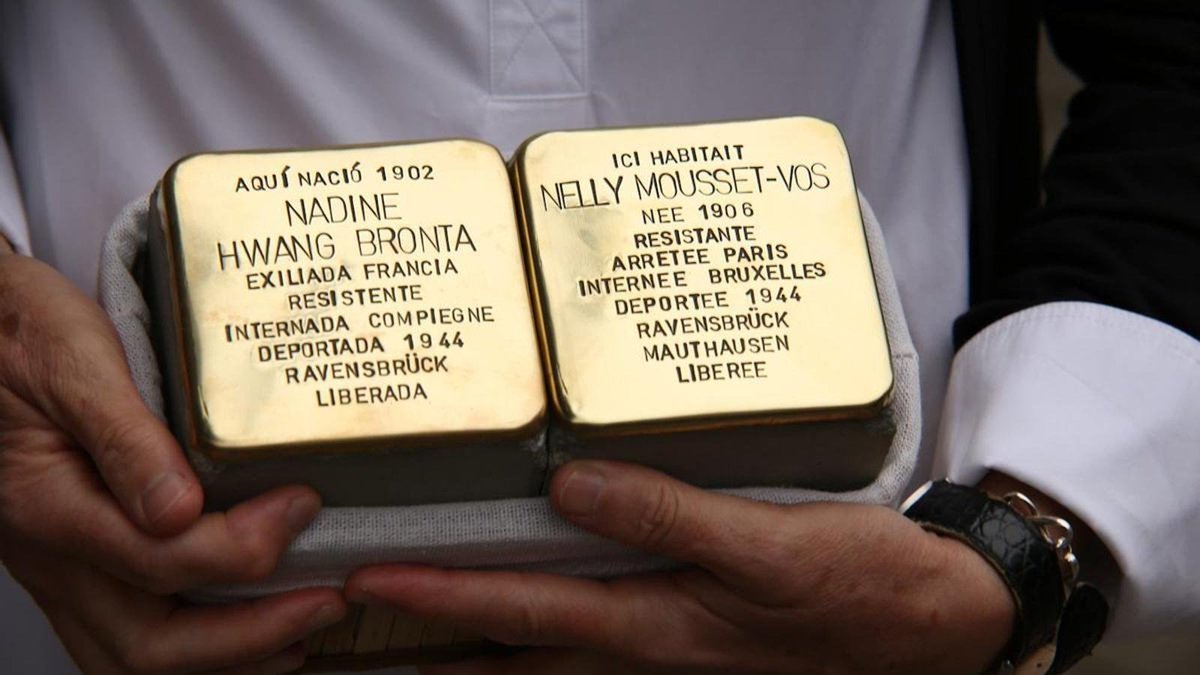 AQUÍ NACIÓ 1902
NADINE
HWANG BRONTA
EXILIADA FRANCIA
RESISTENTE
INTERNADA COMPIEGNE
DEPORTADA 1944
RAVENSBRÜCK
LIBERADA
ICI HABITAIT
NELLY MOUSSET-VOS
NEE 1906
RESISTANTE
ARRETEE PARIS
INTERNEE BRUXELLES
DEPORTEE 1944
RAVENSBRÜCK
MAUTHAUSEN
LIBEREE